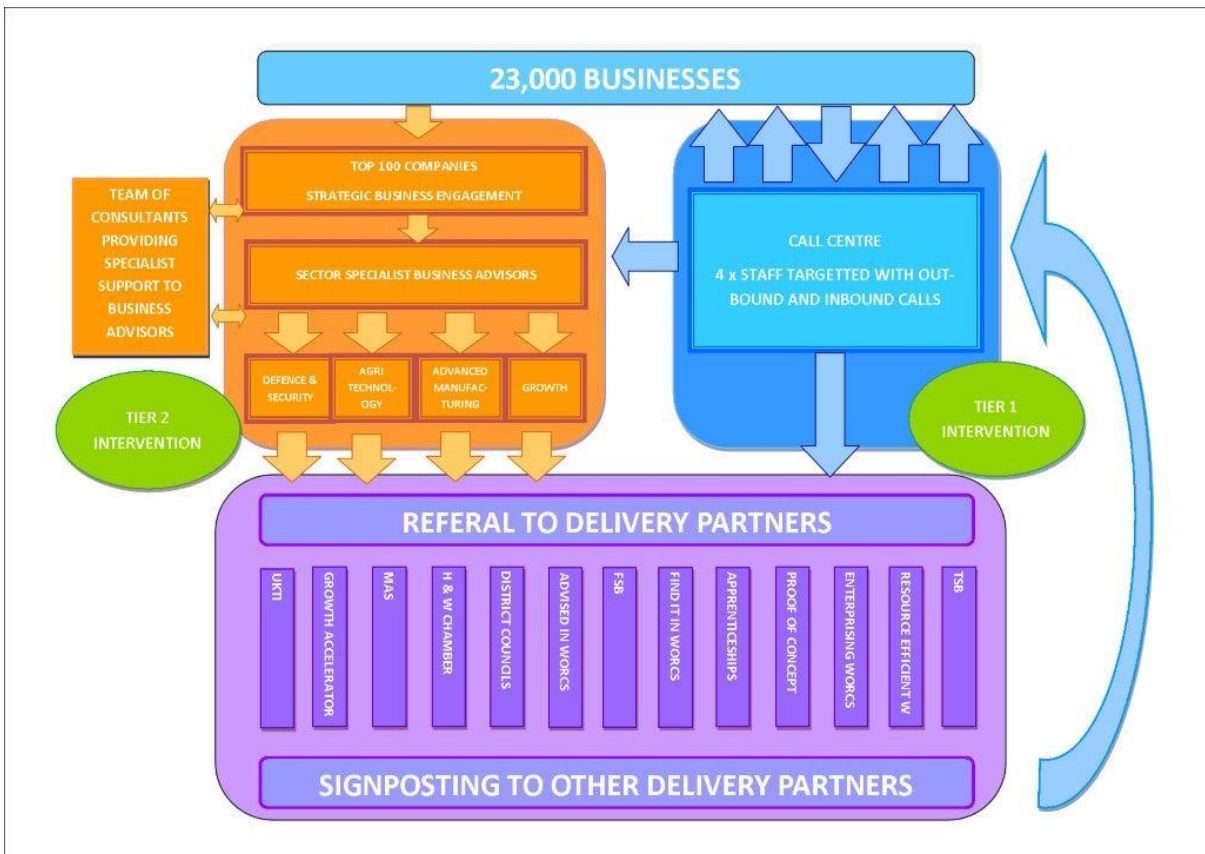 23,000 BUSINESSES
TOP 100 COMPANIES
STRATEGIC BUSINESS ENGAGEMENT
TEAM OF
CONSULTANTS
PROVIDING
SPECIALIST
SUPPORT TO
BUSINESS
ADVISORS
SECTOR SPECIALIST BUSINESS ADVISORS
DEFENCE &
SECURITY
AGRI
TECHNOL-
OGY
ADVANCED
MANUFAC-
TURING
GROWTH
CALL CENTRE
4 x STAFF TARGETTED WITH OUT-
BOUND AND INBOUND CALLS
TIER 2
INTERVENTION
TIER 1
INTERVENTION
REFERAL TO DELIVERY PARTNERS
UKTI
GROWTH ACCELERATOR
MAS
H & W CHAMBER
DISTRICT COUNCILS
ADVISED IN WORCS
FSB
FIND IT IN WORCS
APPRENTICESHIPS
PROOF OF CONCEPT
ENTERPRISING WORCS
RESOURCE EFFICIENT W
TSB
SIGNPOSTING TO OTHER DELIVERY PARTNERS